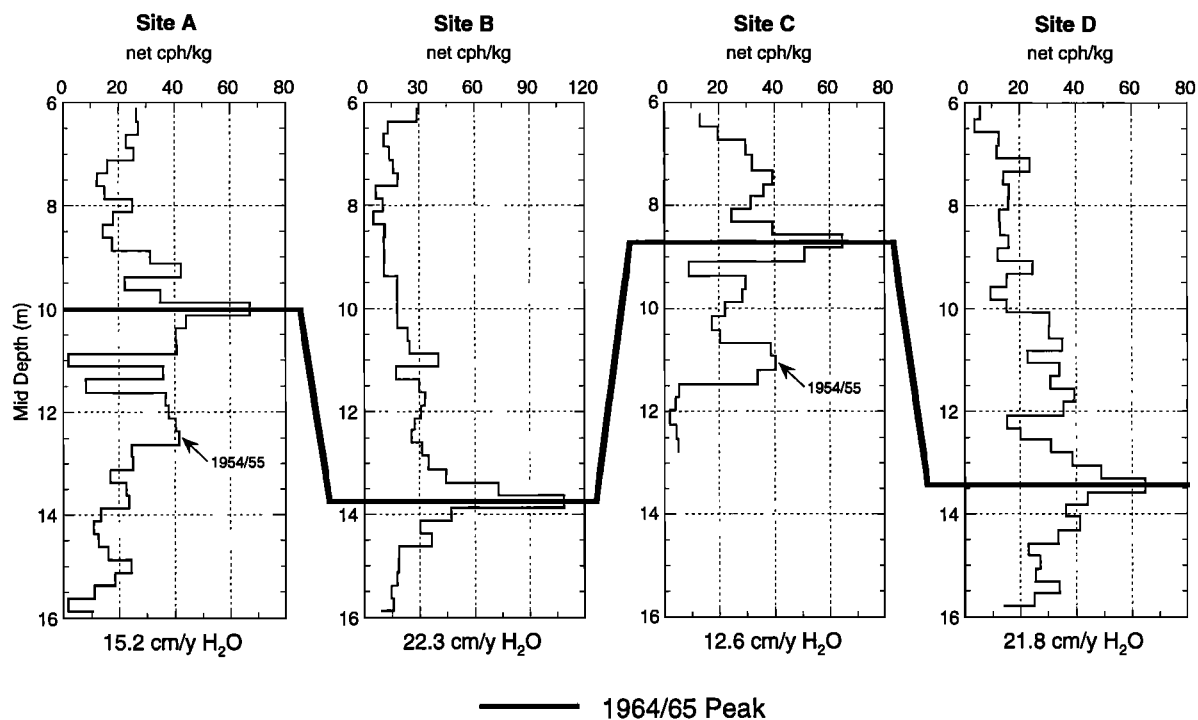 Site A Site B Site C Site D
net cph/kg net cph/kg net cph/kg net cph/kg
0 20 40 60 80 0 30 60 90 120 0 20 40 60 80 0 20 40 60 80
6 6 6 6
8 8 8 8
10 10 10 10
12 12 12 12
14 14 14 14
16 16 16 16
Mid Depth (m)
1954/55
1954/55
15.2 cm/y H₂O 22.3 cm/y H₂O 12.6 cm/y H₂O 21.8 cm/y H₂O
1964/65 Peak